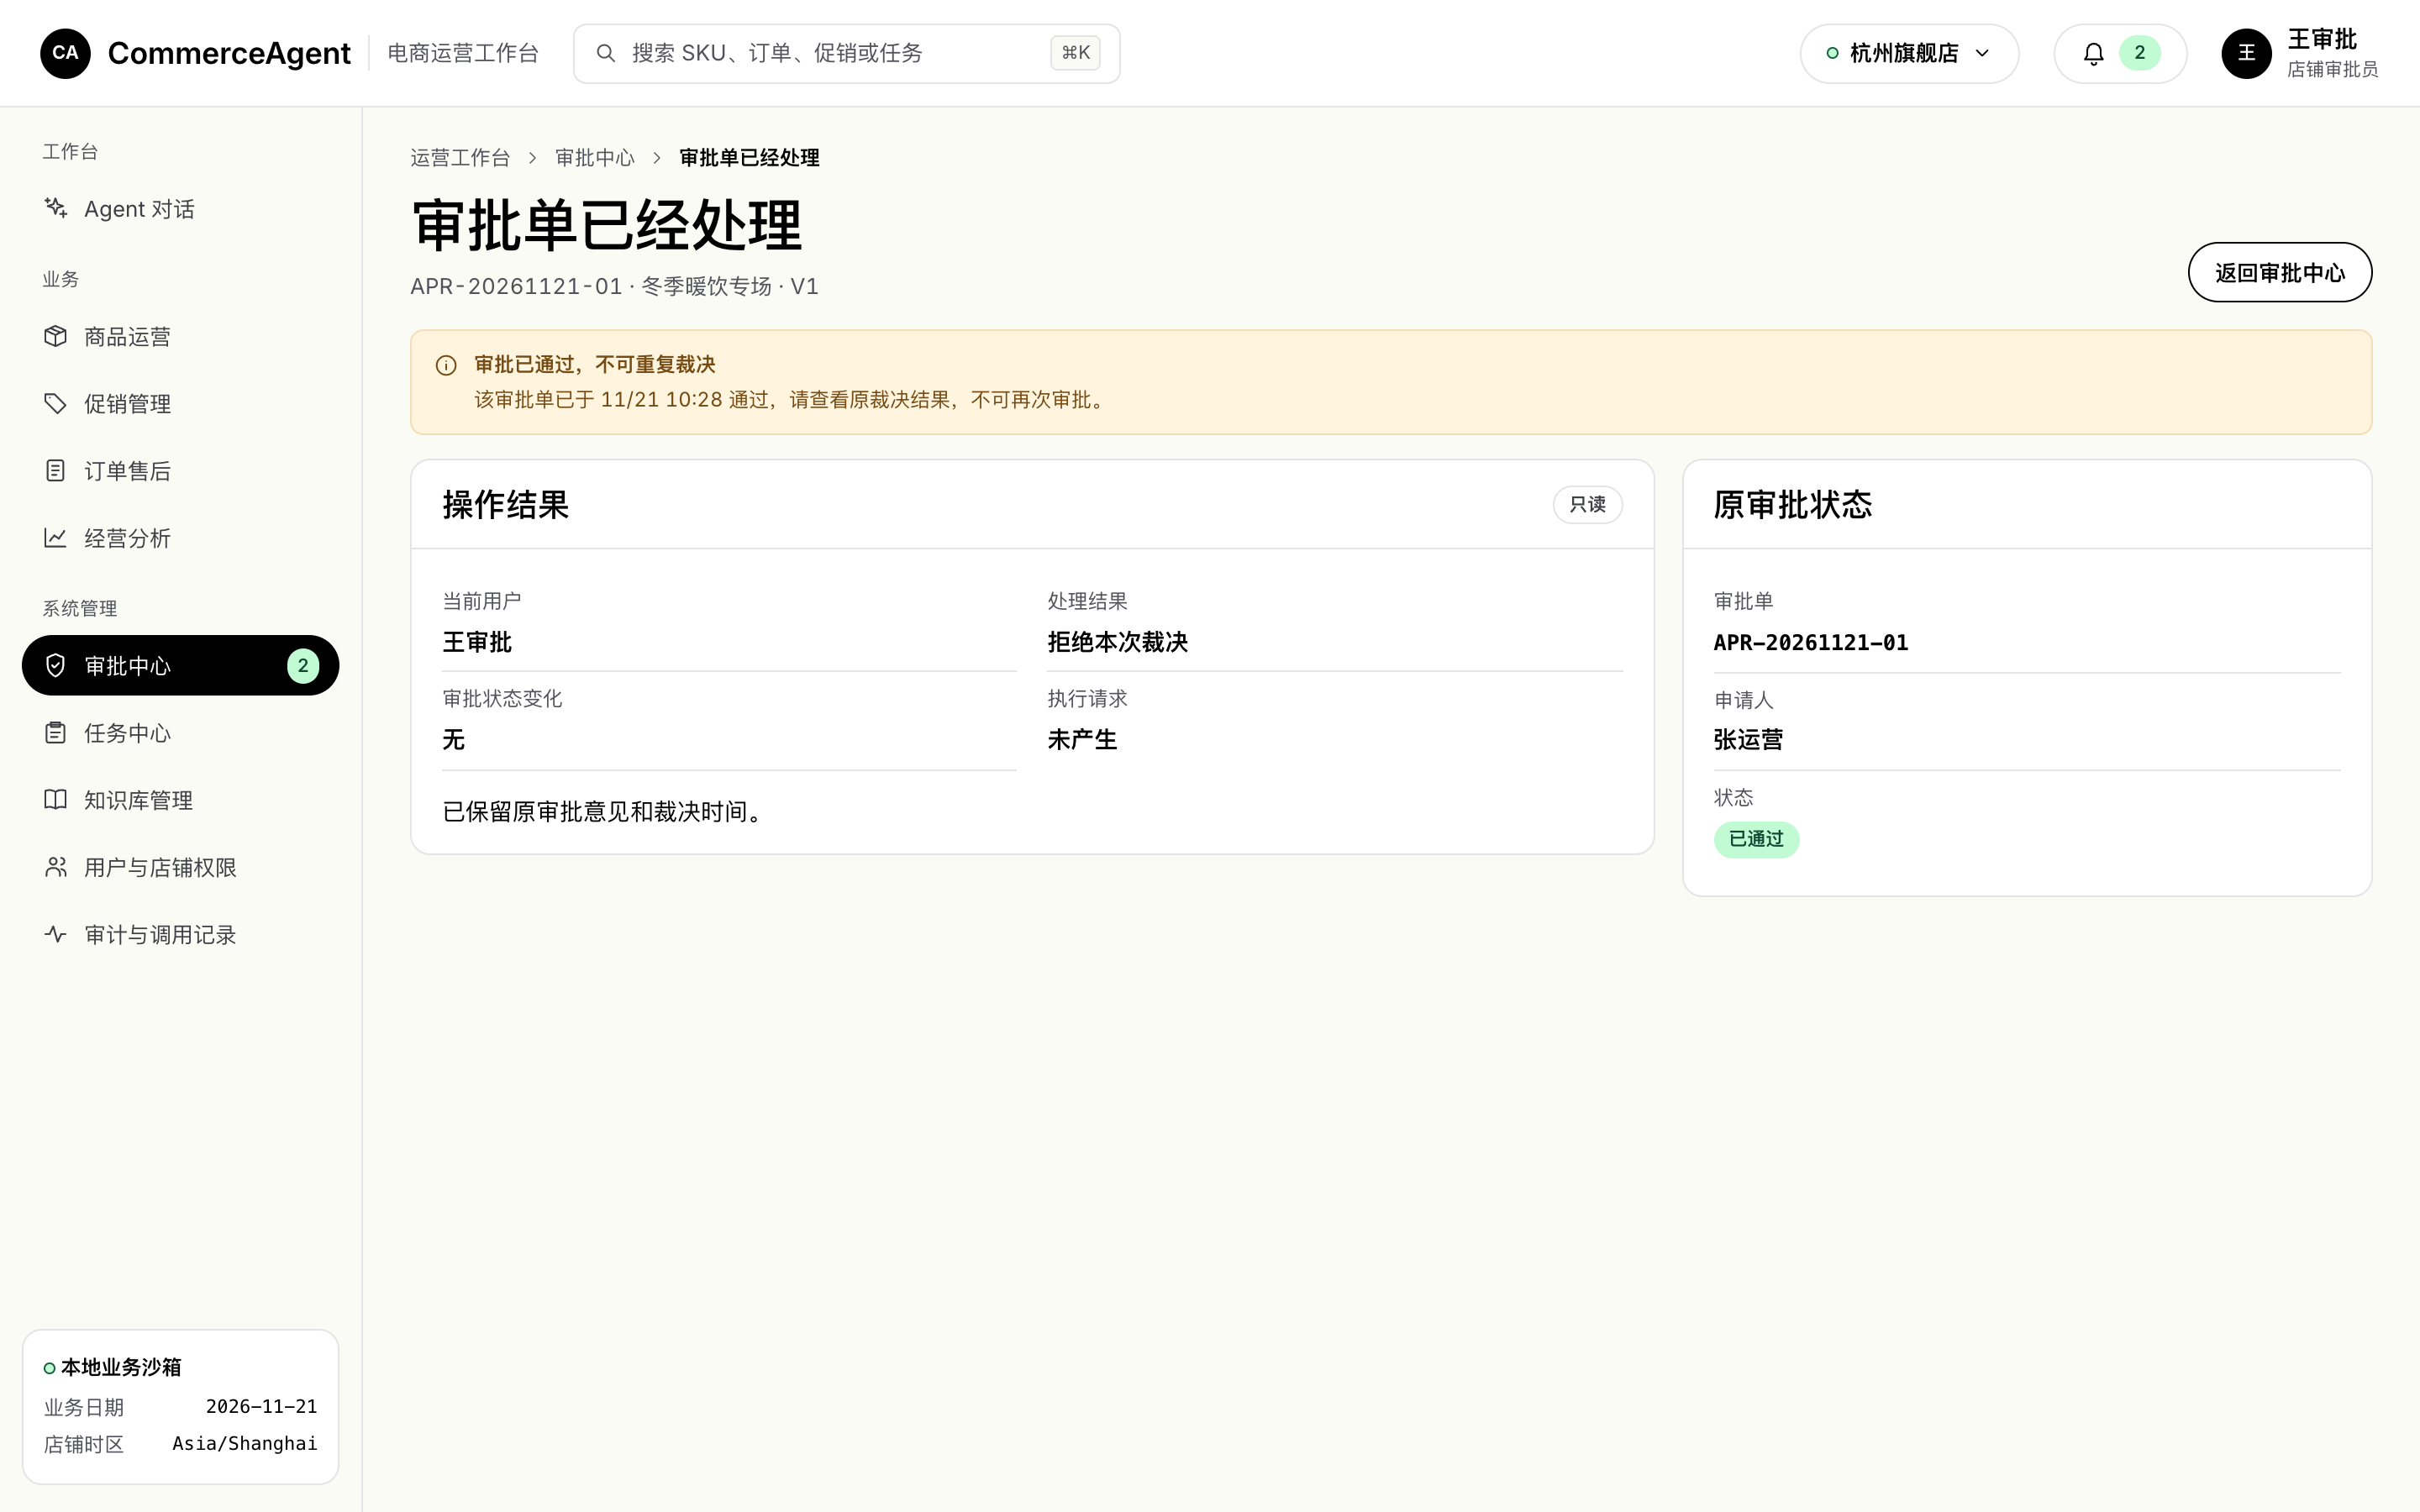 CA CommerceAgent 电商运营工作台
搜索 SKU、订单、促销或任务 ⌘K
杭州旗舰店
2
王 王审批
店铺审批员
工作台
Agent 对话
业务
商品运营
促销管理
订单售后
经营分析
系统管理
审批中心 2
任务中心
知识库管理
用户与店铺权限
审计与调用记录
本地业务沙箱
业务日期 2026-11-21
店铺时区 Asia/Shanghai
运营工作台 > 审批中心 > 审批单已经处理
审批单已经处理
APR-20261121-01 · 冬季暖饮专场 · V1
返回审批中心
审批已通过，不可重复裁决
该审批单已于 11/21 10:28 通过，请查看原裁决结果，不可再次审批。
操作结果 只读
当前用户
王审批
处理结果
拒绝本次裁决
审批状态变化
无
执行请求
未产生
已保留原审批意见和裁决时间。
原审批状态
审批单
APR-20261121-01
申请人
张运营
状态
已通过